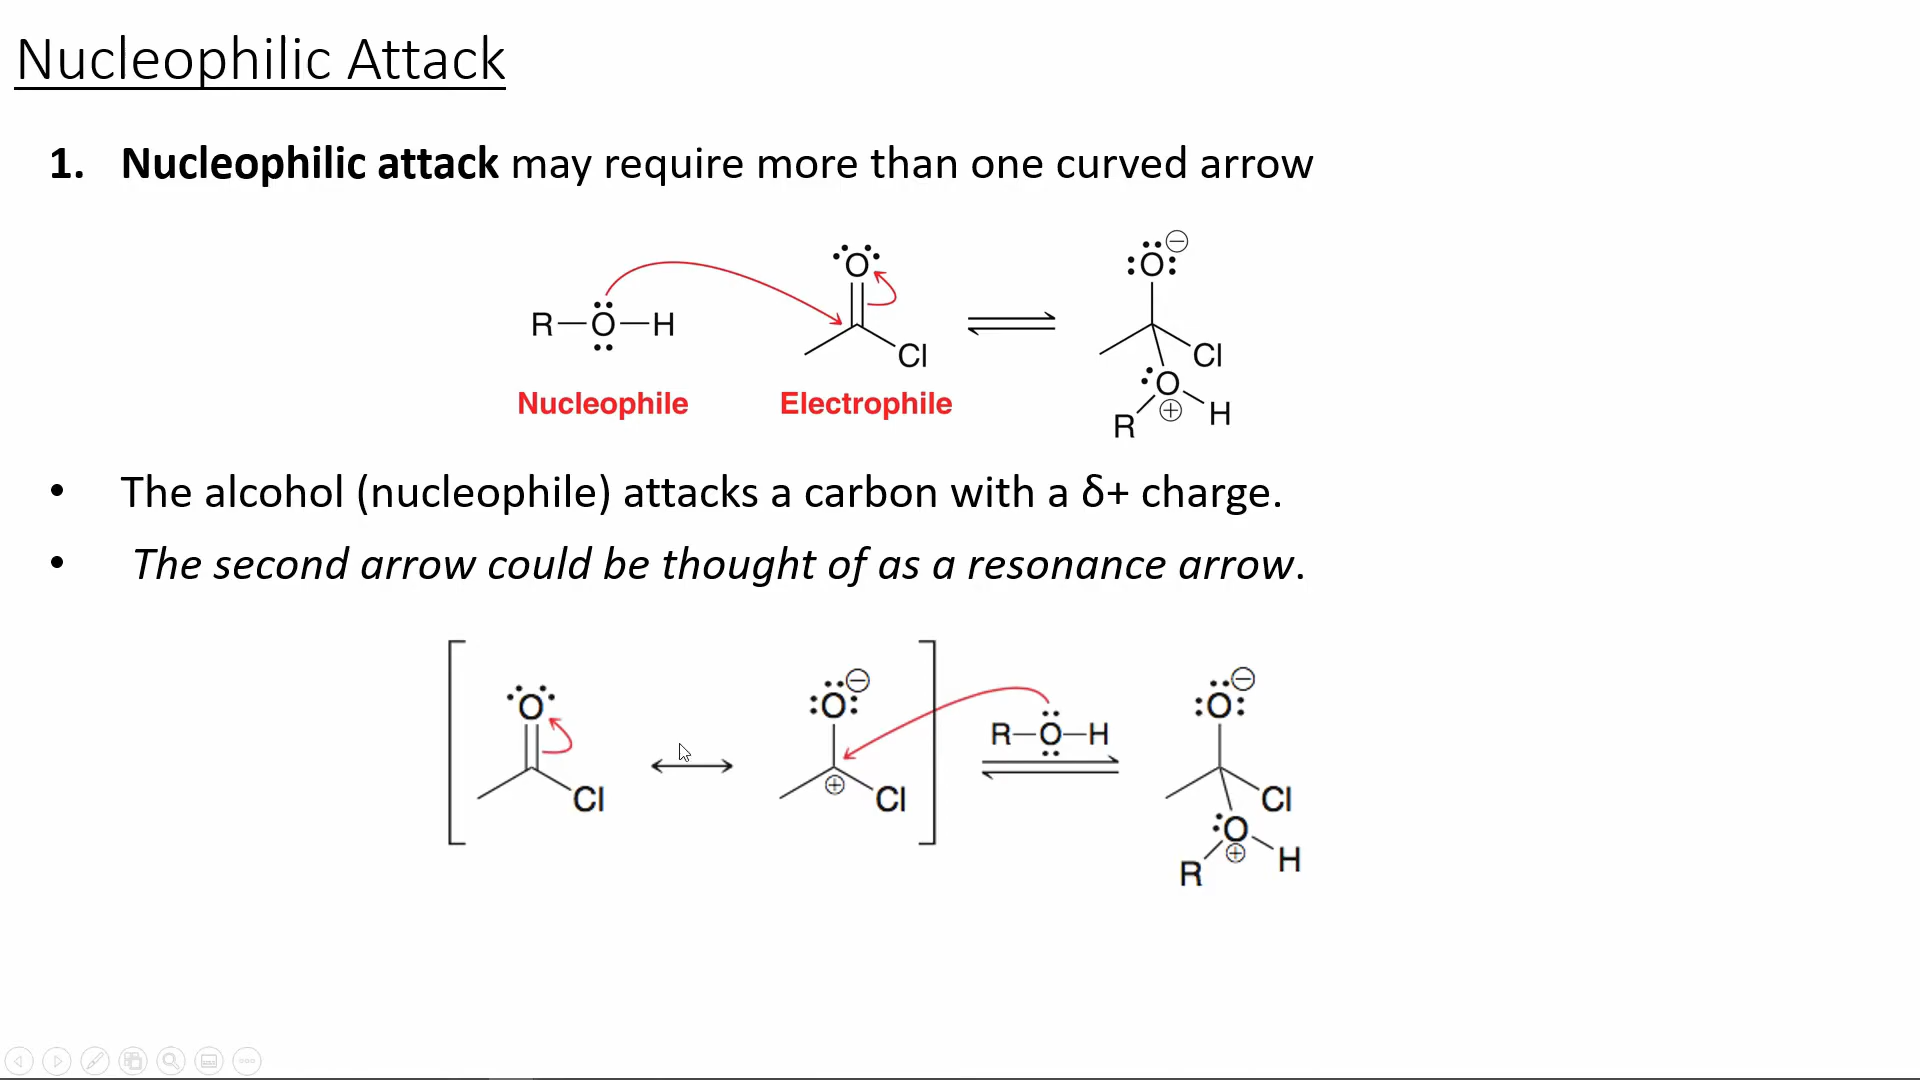 Nucleophilic Attack
1. Nucleophilic attack may require more than one curved arrow
R–O–H
O
Cl
O ⊖
Cl
O
⊕
R
H
Nucleophile
Electrophile
• The alcohol (nucleophile) attacks a carbon with a δ+ charge.
• The second arrow could be thought of as a resonance arrow.
O
Cl
O ⊖
⊕
Cl
R–O–H
O ⊖
Cl
O
⊕
R
H